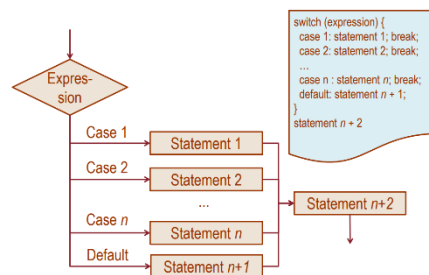 Expres-
sion
Case 1
Statement 1
Case 2
Statement 2
...
Case n
Statement n
Default
Statement n+1
Statement n+2
switch (expression) {
case 1: statement 1; break;
case 2: statement 2; break;
...
case n : statement n; break;
default: statement n + 1;
}
statement n + 2